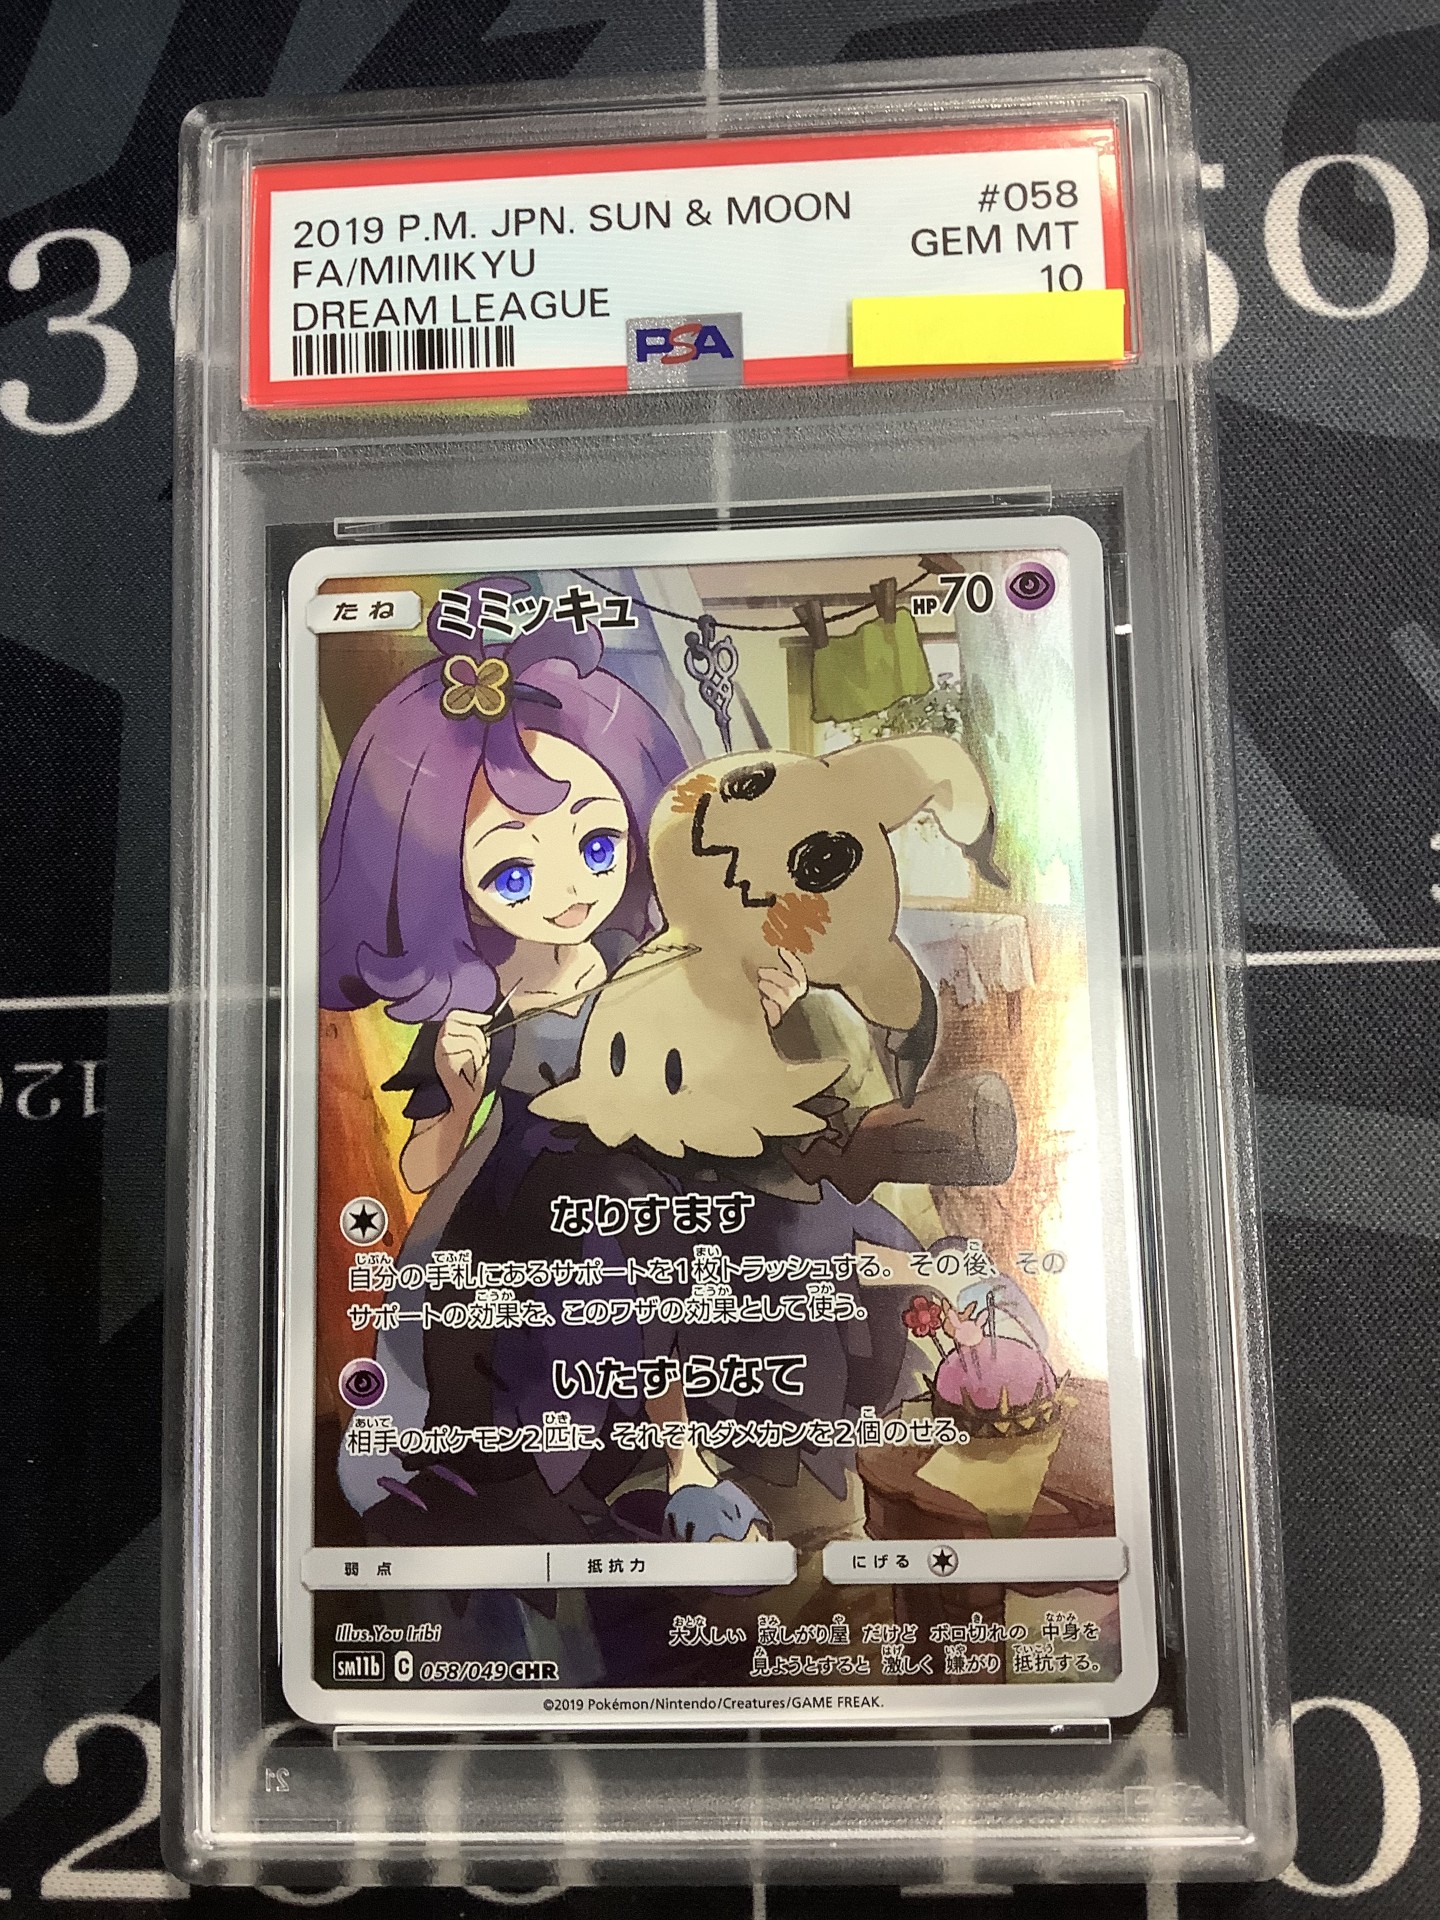 2019 P.M. JPN. SUN & MOON #058
FA/MIMIKYU GEM MT
DREAM LEAGUE 10
PSA
たね ミミッキュ HP70
なりすます
自分の手札にあるサポートを1枚トラッシュする。その後、その
サポートの効果を、このワザの効果として使う。
いたずらなて
相手のポケモン2匹に、それぞれダメカンを2個のせる。
弱点 抵抗力 にげる
Illus.You Iribi
大人しい 寂しがり屋 だけど ボロ切れの 中身を
見ようとすると 激しく 嫌がり 抵抗する。
SM11b C 058/049 CHR
©2019 Pokémon/Nintendo/Creatures/GAME FREAK.